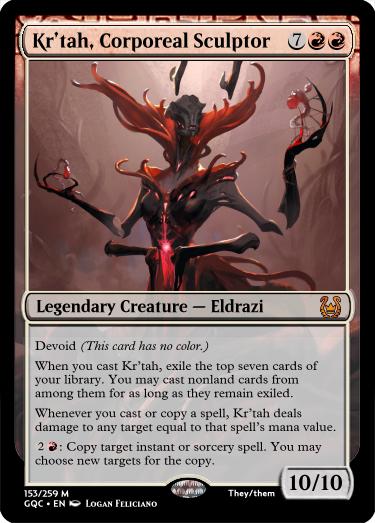 Kr'tah, Corporeal Sculptor 7
Legendary Creature — Eldrazi
Devoid (This card has no color.)
When you cast Kr'tah, exile the top seven cards of
your library. You may cast nonland cards from
among them for as long as they remain exiled.
Whenever you cast or copy a spell, Kr'tah deals
damage to any target equal to that spell's mana value.
2 : Copy target instant or sorcery spell. You may
choose new targets for the copy.
10/10
153/259 M
GQC • EN Logan Feliciano
They/them